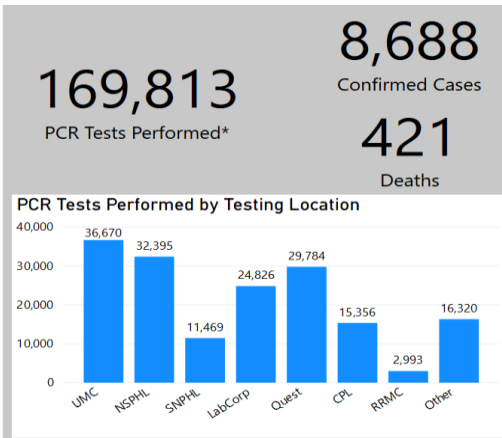 169,813
PCR Tests Performed*
8,688
Confirmed Cases
421
Deaths
PCR Tests Performed by Testing Location
40,000
30,000
20,000
10,000
0
36,670
32,395
11,469
24,826
29,784
15,356
2,993
16,320
UMC
NSPHL
SNPHL
LabCorp
Quest
CPL
RRMC
Other